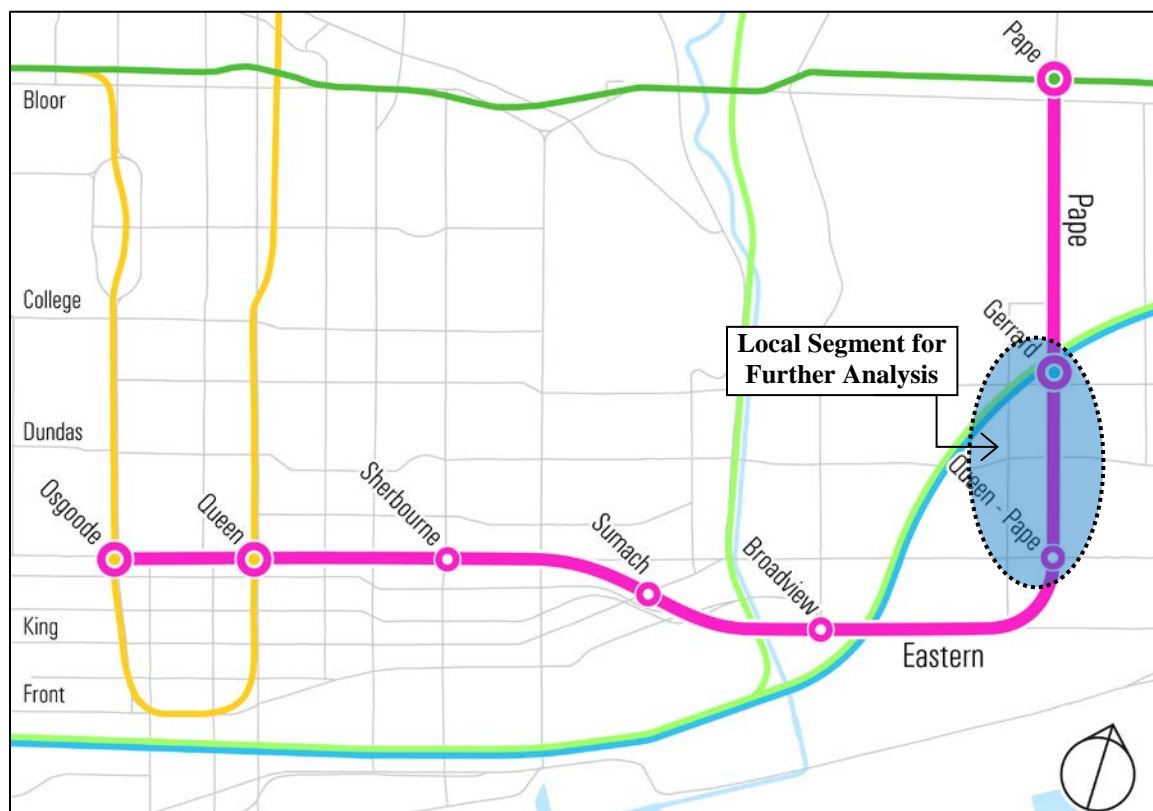 Pape
Bloor
Pape
College
Gerrard
Local Segment for
Further Analysis
Dundas
Osgoode
Queen
Sherbourne
Sumach
Broadview
Queen - Pape
King
Eastern
Front